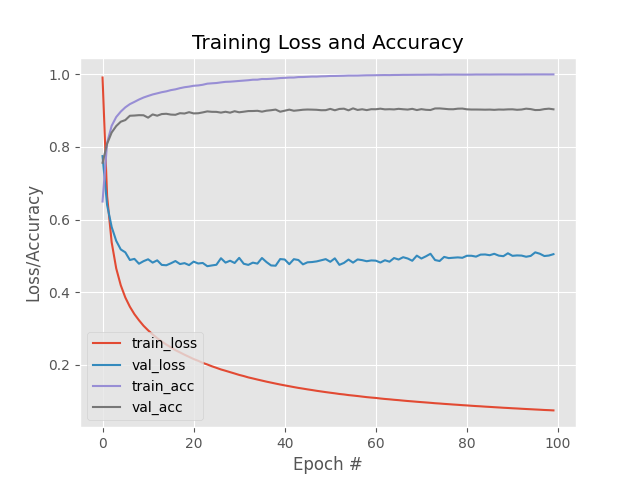 Training Loss and Accuracy
1.0
0.8
0.6
0.4
0.2
Loss/Accuracy
train_loss
val_loss
train_acc
val_acc
0 20 40 60 80 100
Epoch #